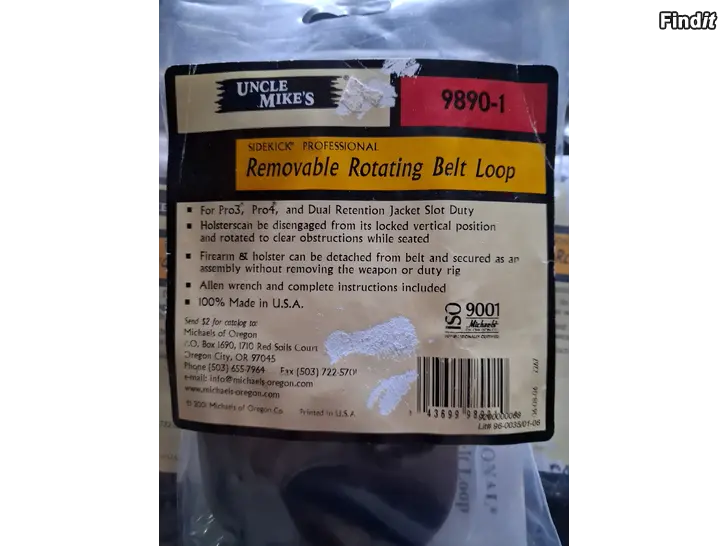 Findit
UNCLE
MIKE'S
9890-1
SIDEKICK® PROFESSIONAL
Removable Rotating Belt Loop
▪ For Pro3®, Pro4®, and Dual Retention Jacket Slot Duty
▪ Holsterscan be disengaged from its locked vertical position
and rotated to clear obstructions while seated
▪ Firearm & holster can be detached from belt and secured as an
assembly without removing the weapon or duty rig
▪ Allen wrench and complete instructions included
▪ 100% Made in U.S.A.
ISO 9001
Michaels
Send $2 for catalog to:
Michaels of Oregon
P.O. Box 1690, 1710 Red Soils Court
Oregon City, OR 97045
Phone (503) 655-7964 Fax (503) 722-5701
e-mail: info@michaels-oregon.com
www.michaels-oregon.com
Michaels of Oregon Co. Printed in U.S.A.
Lit# 96-0035/01-06